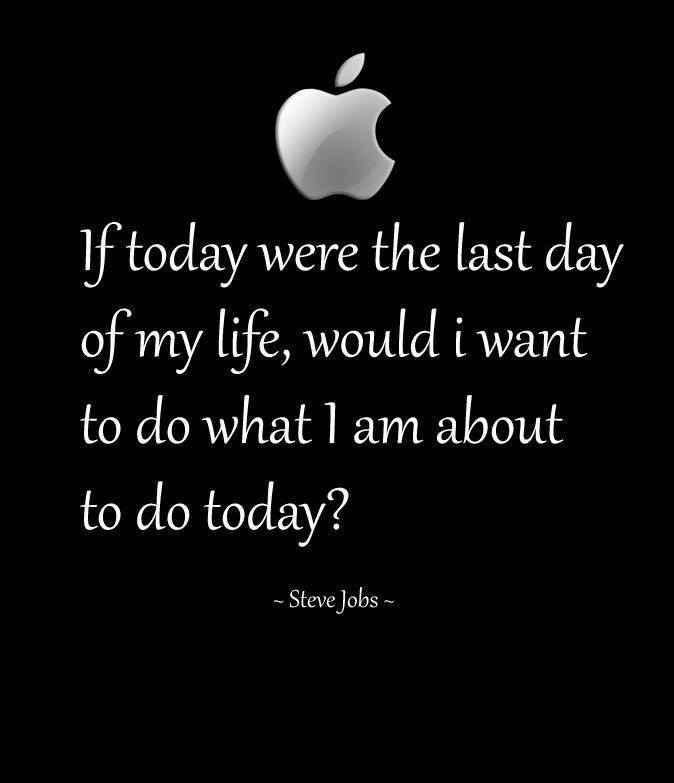 If today were the last day
of my life, would i want
to do what I am about
to do today?
~ Steve Jobs ~